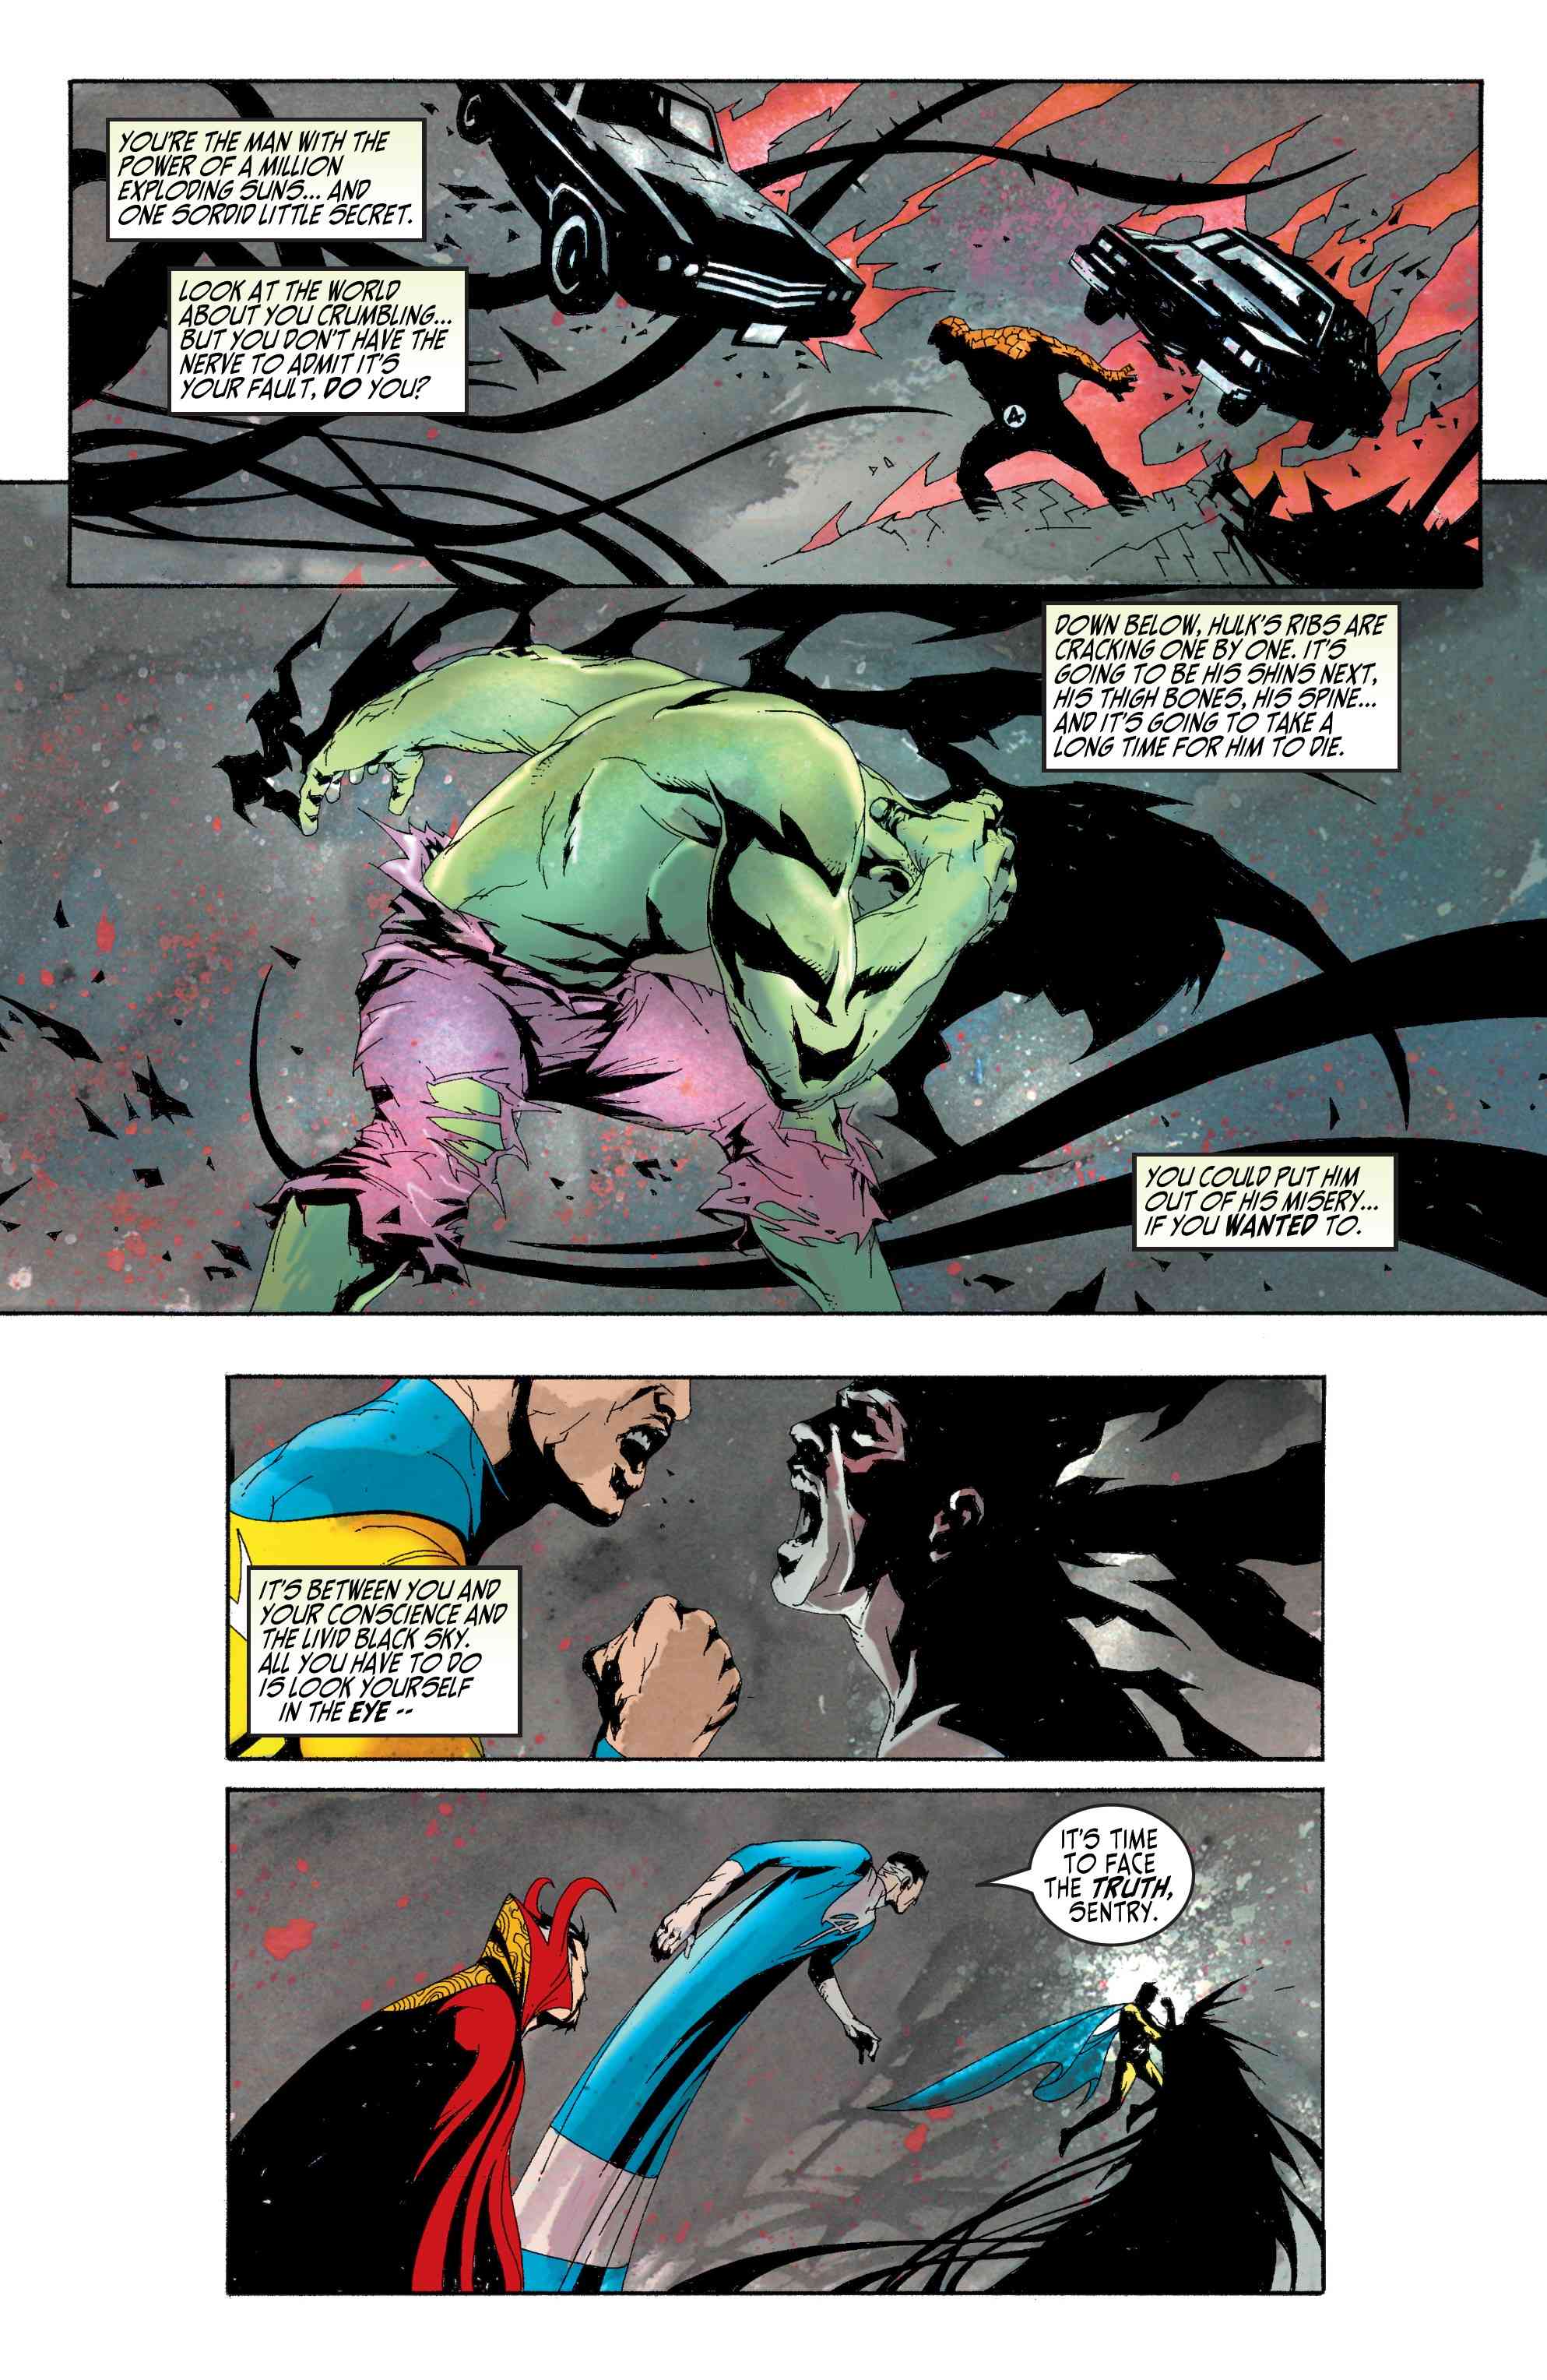 YOU'RE THE MAN WITH THE
POWER OF A MILLION
EXPLODING SUNS... AND
ONE SORDID LITTLE SECRET.
LOOK AT THE WORLD
ABOUT YOU CRUMBLING...
BUT YOU DON'T HAVE THE
NERVE TO ADMIT IT'S
YOUR FAULT, DO YOU?
4
DOWN BELOW, HULK'S RIBS ARE
CRACKING ONE BY ONE. IT'S
GOING TO BE HIS SHINS NEXT,
HIS THIGH BONES, HIS SPINE...
AND IT'S GOING TO TAKE A
LONG TIME FOR HIM TO DIE.
YOU COULD PUT HIM
OUT OF HIS MISERY...
IF YOU WANTED TO.
IT'S BETWEEN YOU AND
YOUR CONSCIENCE AND
THE LIVID BLACK SKY.
ALL YOU HAVE TO DO
IS LOOK YOURSELF
IN THE EYE --
IT'S TIME
TO FACE
THE TRUTH,
SENTRY.